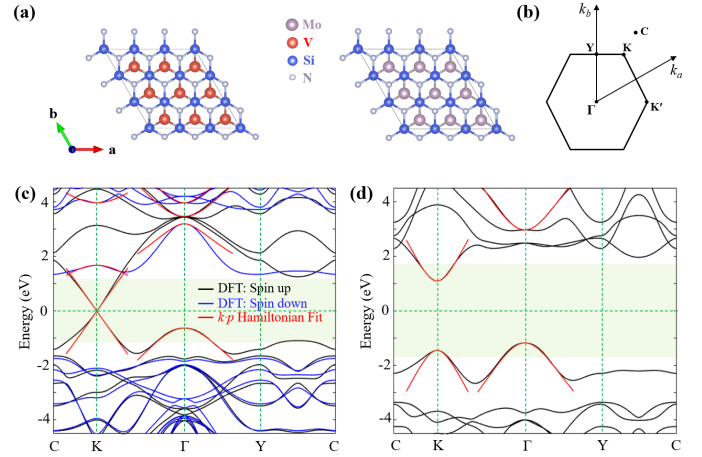 (a)
Mo
V
Si
N
b
a
(b)
k_b
C
Y
K
k_a
Γ
K′
(c)
4
2
0
-2
-4
Energy (eV)
DFT: Spin up
DFT: Spin down
k·p Hamiltonian Fit
C K Γ Y C
(d)
4
2
0
-2
-4
Energy (eV)
C K Γ Y C